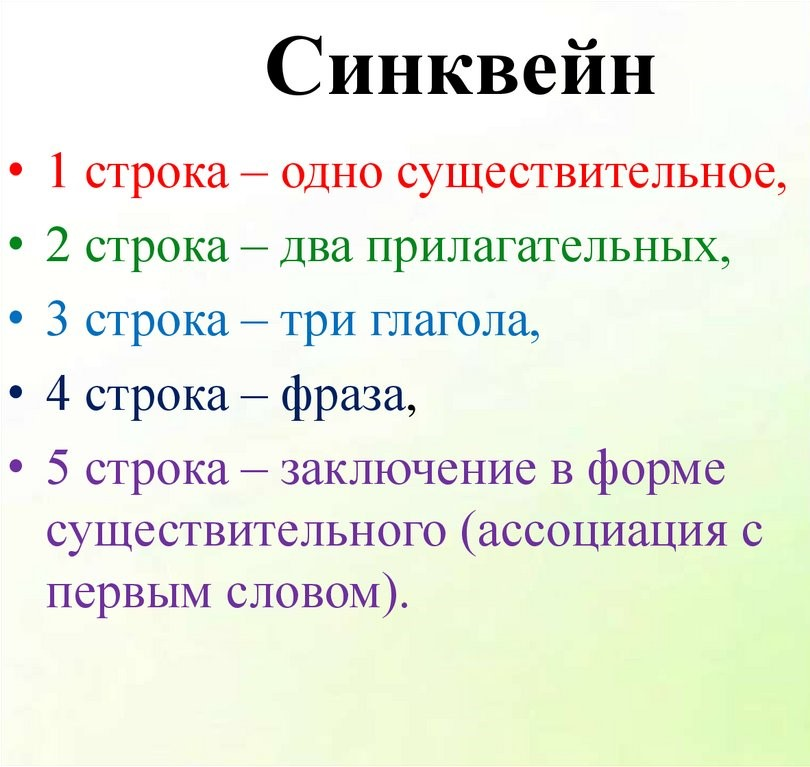 Синквейн
• 1 строка – одно существительное,
• 2 строка – два прилагательных,
• 3 строка – три глагола,
• 4 строка – фраза,
• 5 строка – заключение в форме
существительного (ассоциация с
первым словом).